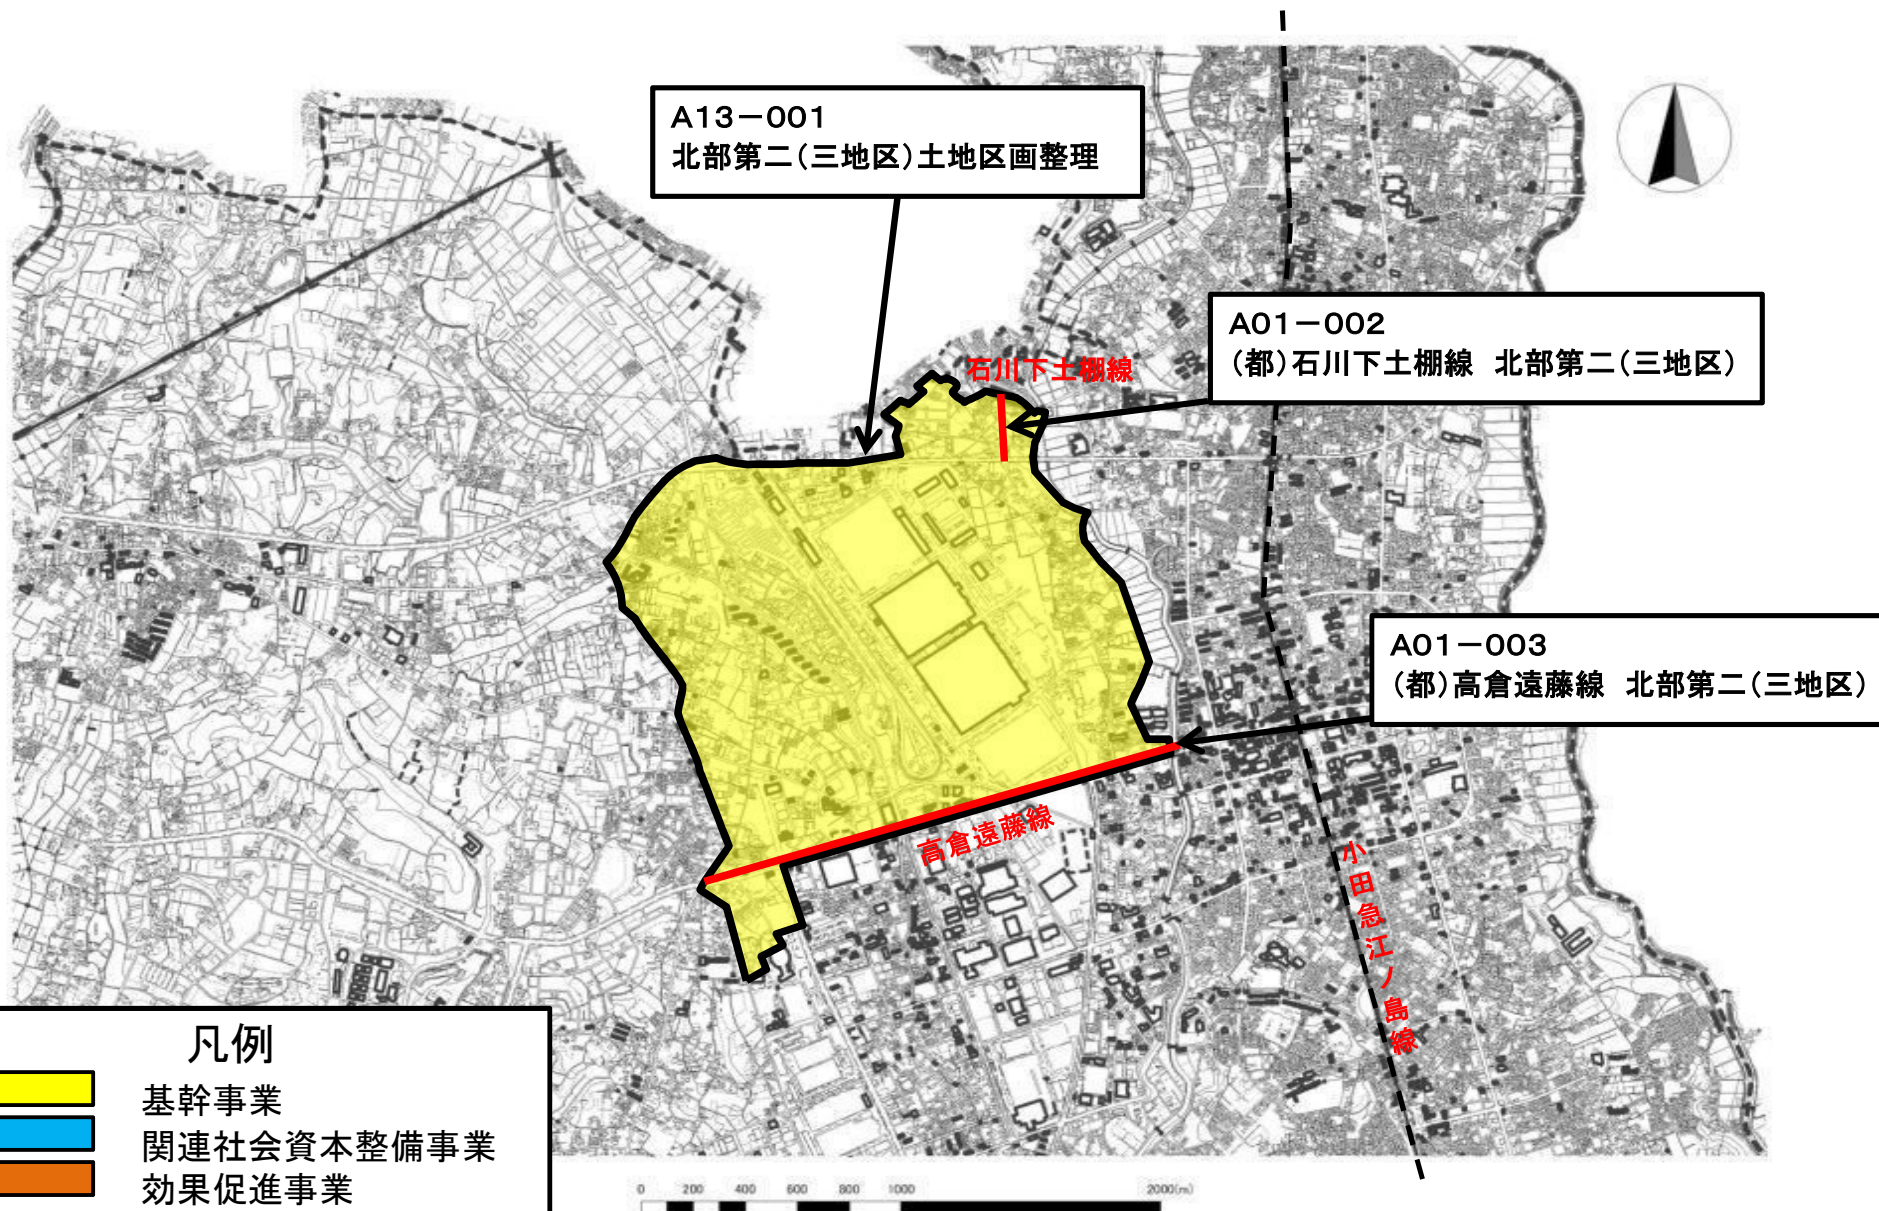 A13－001
北部第二(三地区)土地区画整理
A01－002
(都)石川下土棚線 北部第二(三地区)
石川下土棚線
A01－003
(都)高倉遠藤線 北部第二(三地区)
高倉遠藤線
小田急江ノ島線
凡例
基幹事業
関連社会資本整備事業
効果促進事業
0 200 400 600 800 1000 2000(m)